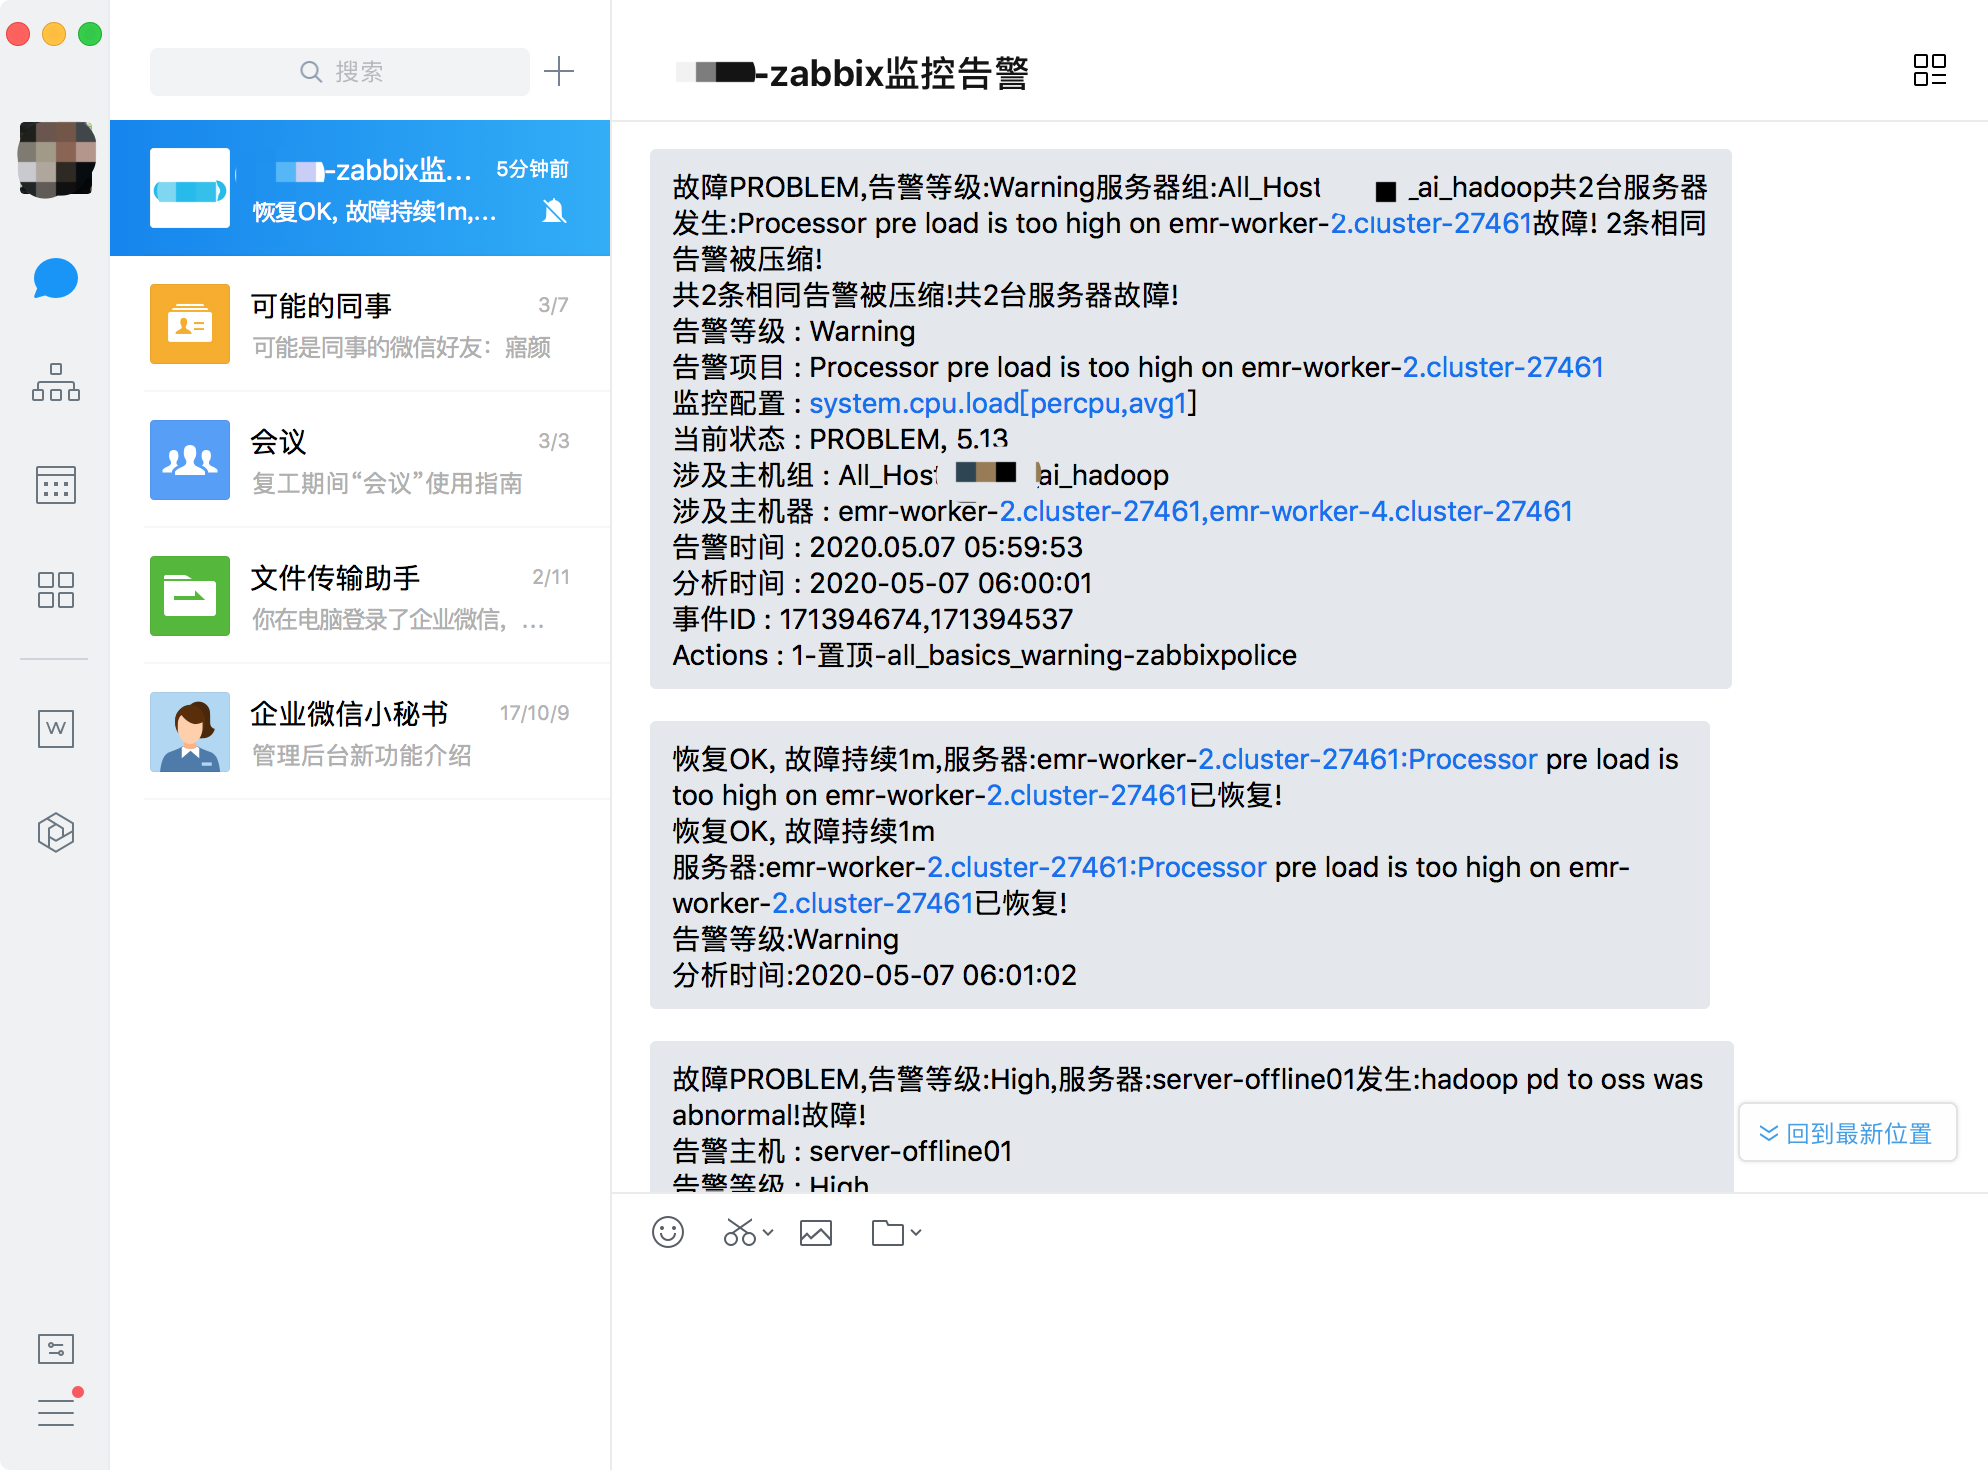 搜索
-zabbix监...
5分钟前
恢复OK, 故障持续1m,...
可能的同事
3/7
可能是同事的微信好友：寤颜
会议
3/3
复工期间“会议”使用指南
文件传输助手
2/11
你在电脑登录了企业微信，...
企业微信小秘书
17/10/9
管理后台新功能介绍
W
-zabbix监控告警
故障PROBLEM,告警等级:Warning服务器组:All_Host _ai_hadoop共2台服务器
发生:Processor pre load is too high on emr-worker-2.cluster-27461故障! 2条相同
告警被压缩!
共2条相同告警被压缩!共2台服务器故障!
告警等级 : Warning
告警项目 : Processor pre load is too high on emr-worker-2.cluster-27461
监控配置 : system.cpu.load[percpu,avg1]
当前状态 : PROBLEM, 5.13
涉及主机组 : All_Host ai_hadoop
涉及主机器 : emr-worker-2.cluster-27461,emr-worker-4.cluster-27461
告警时间 : 2020.05.07 05:59:53
分析时间 : 2020-05-07 06:00:01
事件ID : 171394674,171394537
Actions : 1-置顶-all_basics_warning-zabbixpolice
恢复OK, 故障持续1m,服务器:emr-worker-2.cluster-27461:Processor pre load is
too high on emr-worker-2.cluster-27461已恢复!
恢复OK, 故障持续1m
服务器:emr-worker-2.cluster-27461:Processor pre load is too high on emr-
worker-2.cluster-27461已恢复!
告警等级:Warning
分析时间:2020-05-07 06:01:02
故障PROBLEM,告警等级:High,服务器:server-offline01发生:hadoop pd to oss was
abnormal!故障!
告警主机 : server-offline01
告警等级 : High
回到最新位置